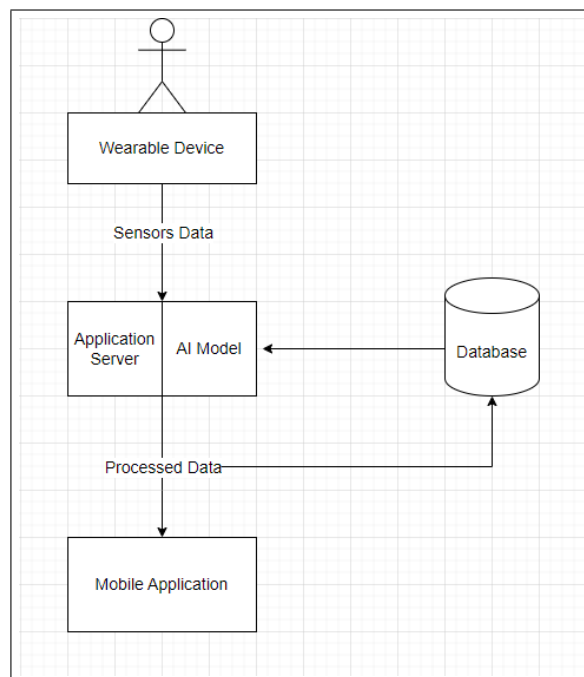 Wearable Device
Sensors Data
Application
Server
AI Model
Database
Processed Data
Mobile Application